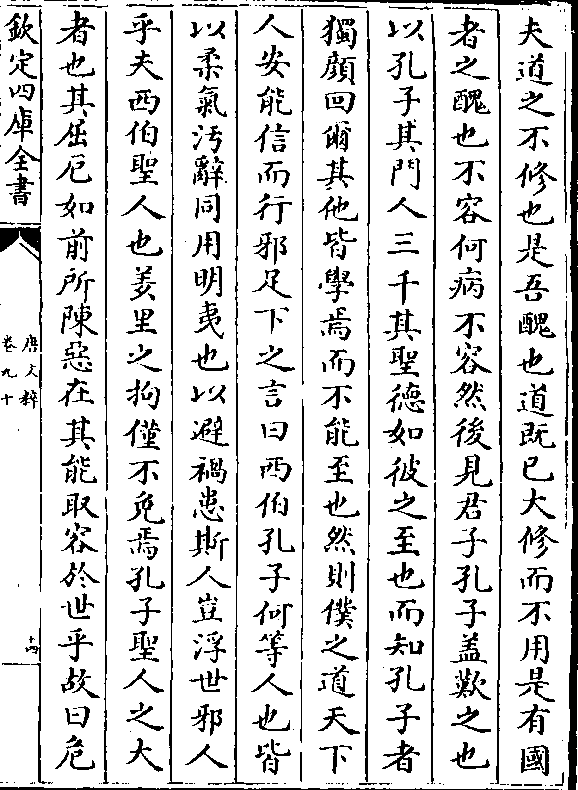 夫道之不修也是吾醜也道既已大修而不用是有國
者之醜也不容何病不容然後見君子孔子盖歎之也
以孔子其門人三千其聖德如彼之至也而知孔子者
獨顔回爾其他皆學焉而不能至也然則僕之道天下
人安能信而行邪足下之言曰西伯孔子何等人也皆
以柔氣汚辭同用明夷也以避禍患斯人豈浮世邪人
乎夫西伯聖人也羑里之拘僅不免焉孔子聖人之大
者也其屈厄如前所陳惡在其能取容於世乎故曰危
欽定四庫全書
唐文粹
卷九十
十四